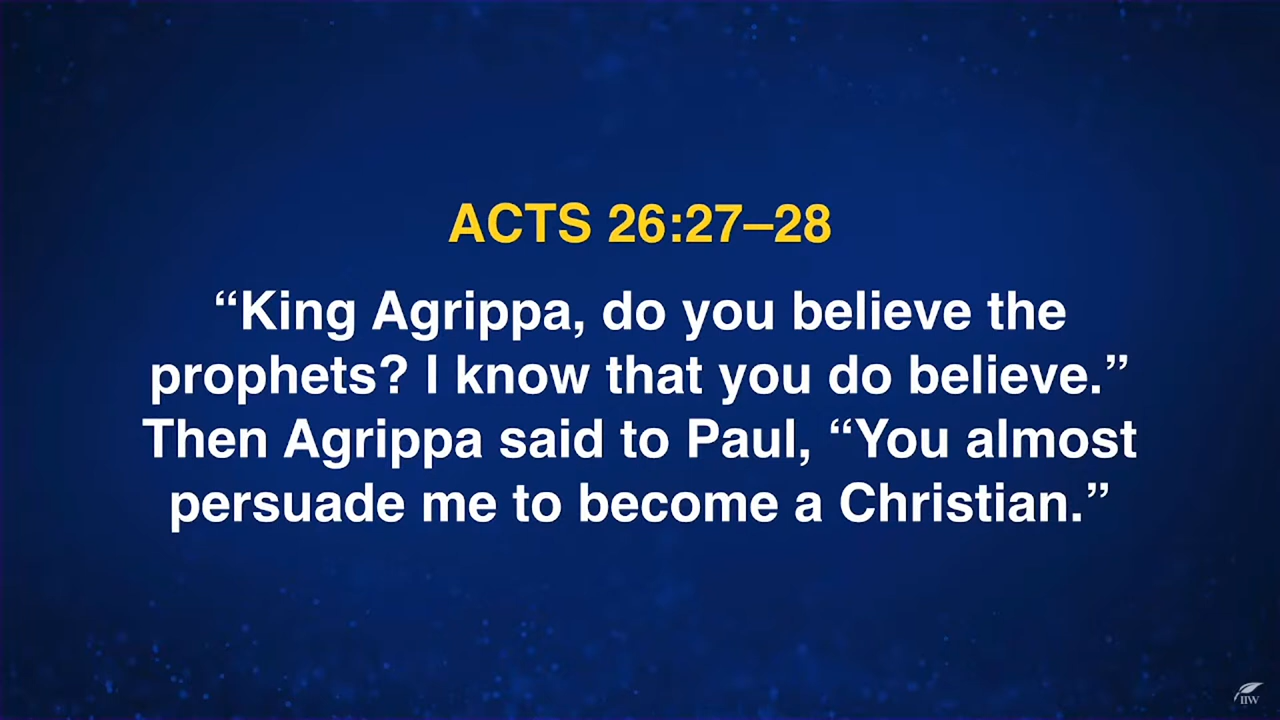 ACTS 26:27–28
“King Agrippa, do you believe the
prophets? I know that you do believe.”
Then Agrippa said to Paul, “You almost
persuade me to become a Christian.”
IIW